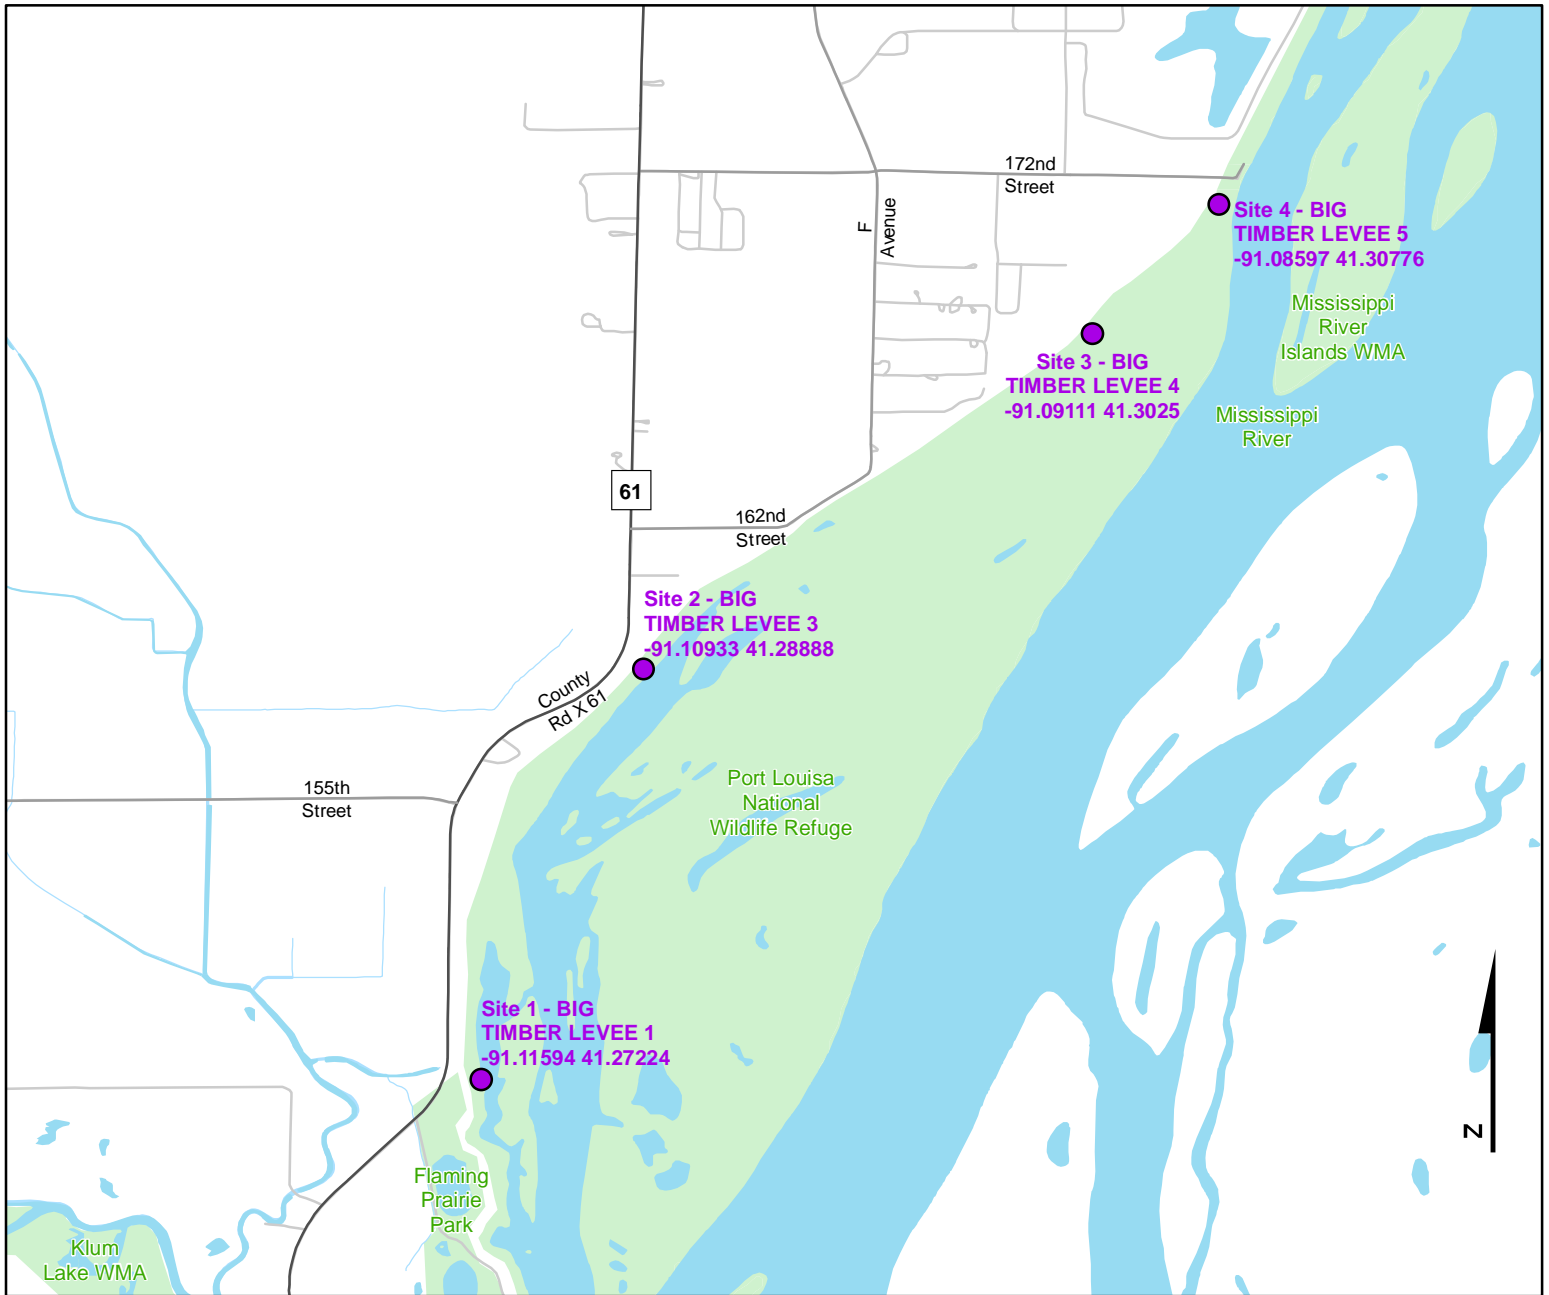 172nd
Street
F
Avenue
Site 4 - BIG
TIMBER LEVEE 5
-91.08597 41.30776
Mississippi
River
Islands WMA
Site 3 - BIG
TIMBER LEVEE 4
-91.09111 41.3025
Mississippi
River
61
162nd
Street
Site 2 - BIG
TIMBER LEVEE 3
-91.10933 41.28888
County
Rd X 61
155th
Street
Port Louisa
National
Wildlife Refuge
Site 1 - BIG
TIMBER LEVEE 1
-91.11594 41.27224
N
Flaming
Prairie
Park
Klum
Lake WMA